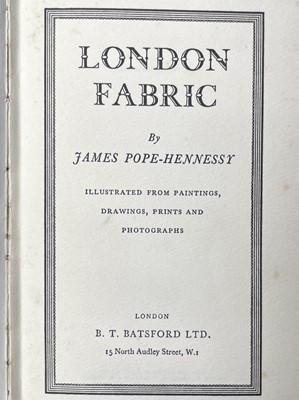 LONDON
FABRIC
By
JAMES POPE-HENNESSY
ILLUSTRATED FROM PAINTINGS,
DRAWINGS, PRINTS AND
PHOTOGRAPHS
LONDON
B. T. BATSFORD LTD.
15 North Audley Street, W.1